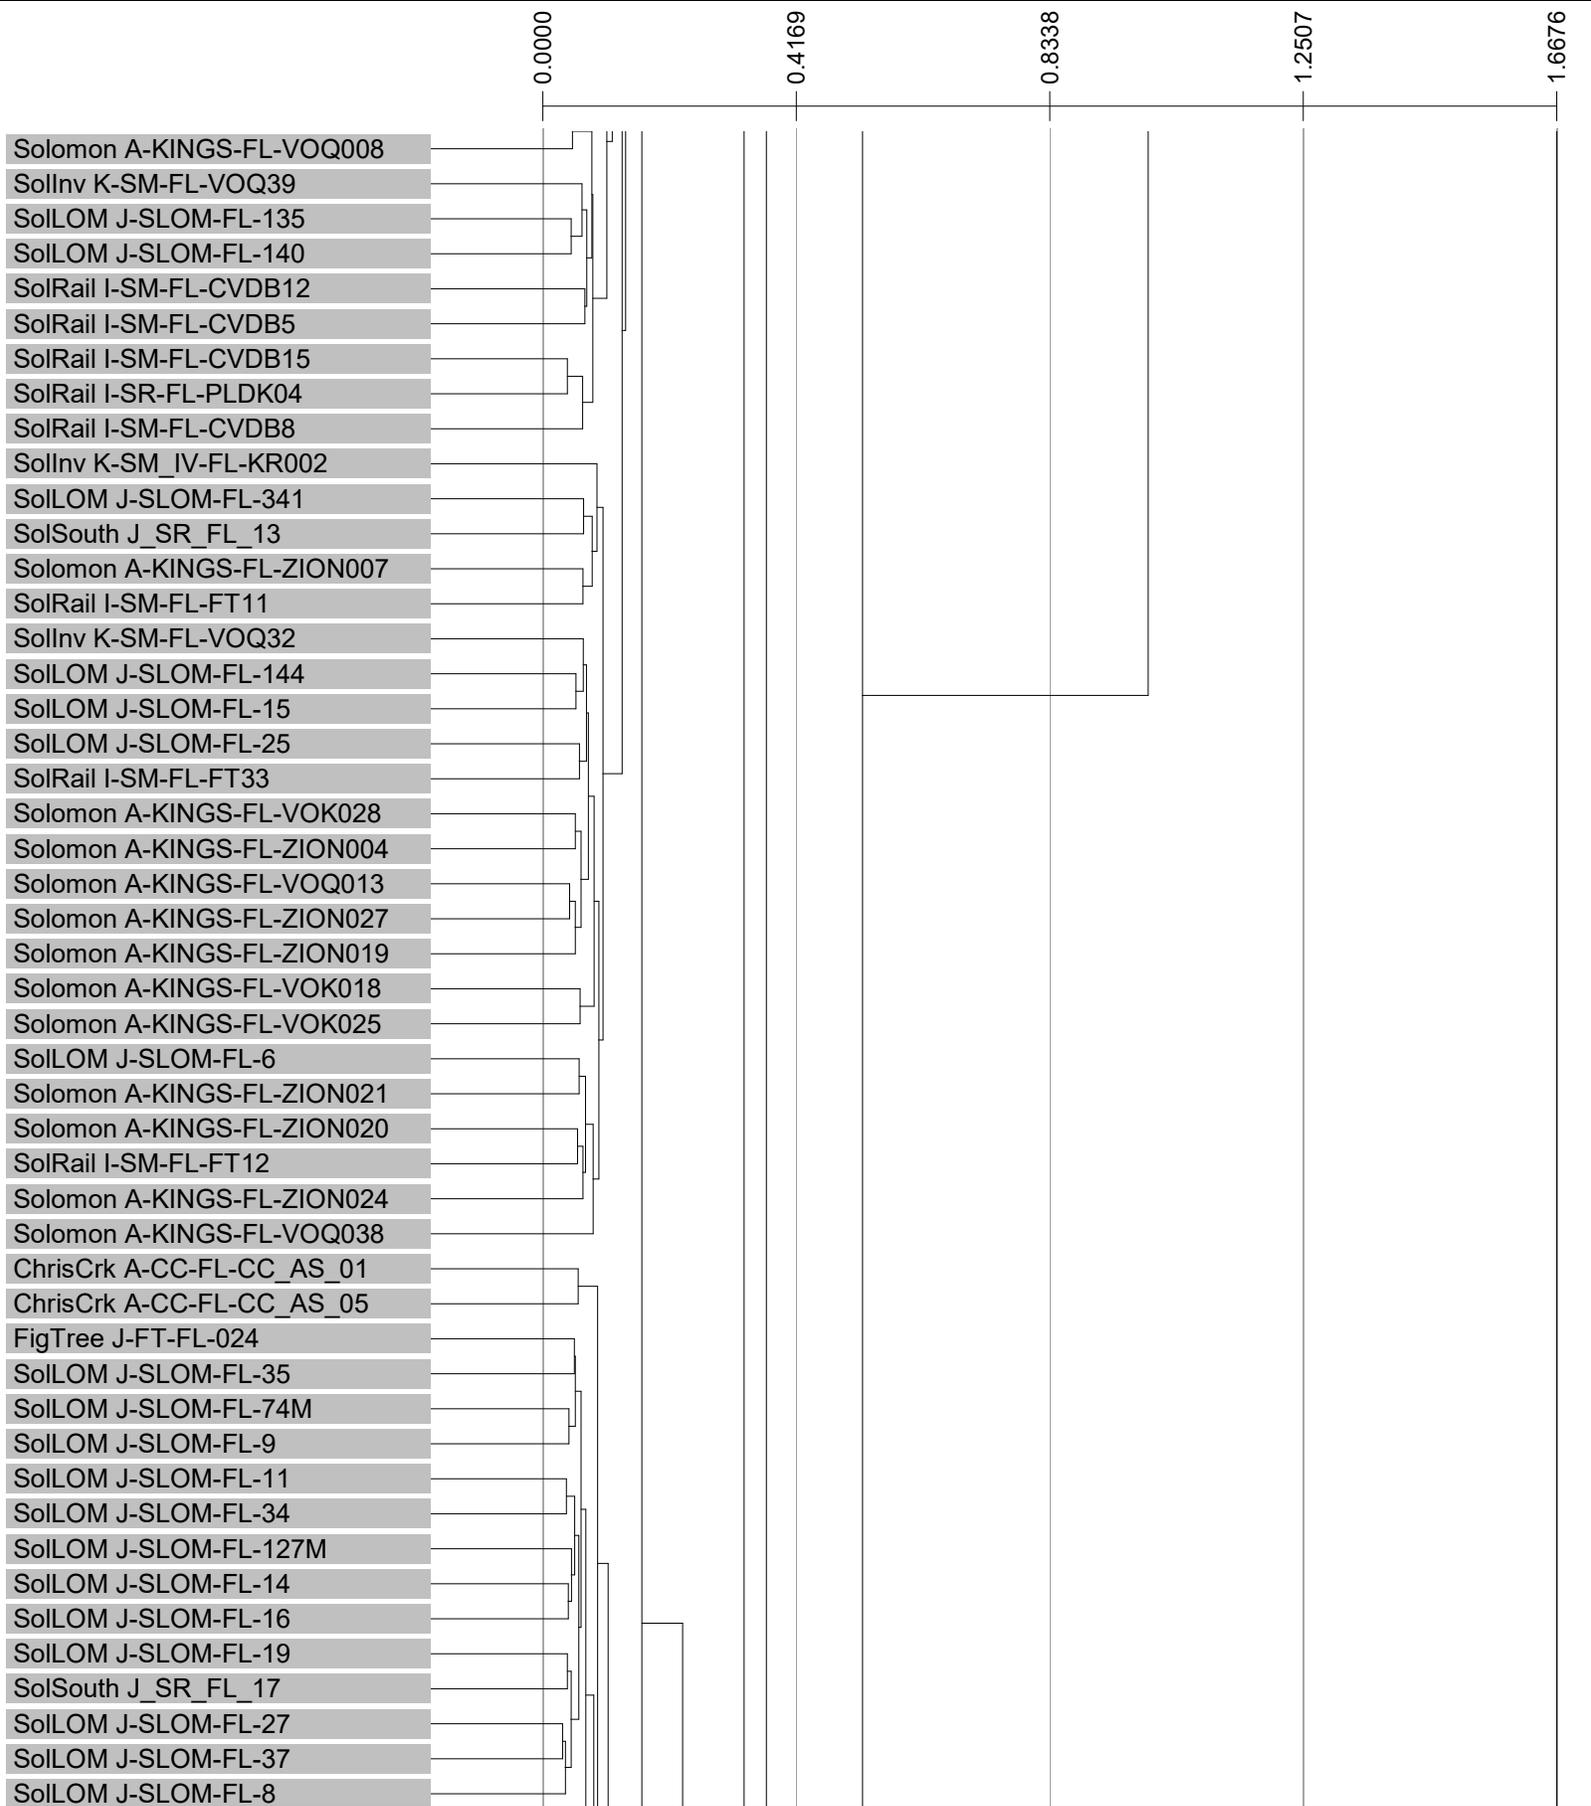 0.0000
0.4169
0.8338
1.2507
1.6676
Solomon A-KINGS-FL-VOQ008
SolInv K-SM-FL-VOQ39
SolLOM J-SLOM-FL-135
SolLOM J-SLOM-FL-140
SolRail I-SM-FL-CVDB12
SolRail I-SM-FL-CVDB5
SolRail I-SM-FL-CVDB15
SolRail I-SR-FL-PLDK04
SolRail I-SM-FL-CVDB8
SolInv K-SM_IV-FL-KR002
SolLOM J-SLOM-FL-341
SolSouth J_SR_FL_13
Solomon A-KINGS-FL-ZION007
SolRail I-SM-FL-FT11
SolInv K-SM-FL-VOQ32
SolLOM J-SLOM-FL-144
SolLOM J-SLOM-FL-15
SolLOM J-SLOM-FL-25
SolRail I-SM-FL-FT33
Solomon A-KINGS-FL-VOK028
Solomon A-KINGS-FL-ZION004
Solomon A-KINGS-FL-VOQ013
Solomon A-KINGS-FL-ZION027
Solomon A-KINGS-FL-ZION019
Solomon A-KINGS-FL-VOK018
Solomon A-KINGS-FL-VOK025
SolLOM J-SLOM-FL-6
Solomon A-KINGS-FL-ZION021
Solomon A-KINGS-FL-ZION020
SolRail I-SM-FL-FT12
Solomon A-KINGS-FL-ZION024
Solomon A-KINGS-FL-VOQ038
ChrisCrk A-CC-FL-CC_AS_01
ChrisCrk A-CC-FL-CC_AS_05
FigTree J-FT-FL-024
SolLOM J-SLOM-FL-35
SolLOM J-SLOM-FL-74M
SolLOM J-SLOM-FL-9
SolLOM J-SLOM-FL-11
SolLOM J-SLOM-FL-34
SolLOM J-SLOM-FL-127M
SolLOM J-SLOM-FL-14
SolLOM J-SLOM-FL-16
SolLOM J-SLOM-FL-19
SolSouth J_SR_FL_17
SolLOM J-SLOM-FL-27
SolLOM J-SLOM-FL-37
SolLOM J-SLOM-FL-8